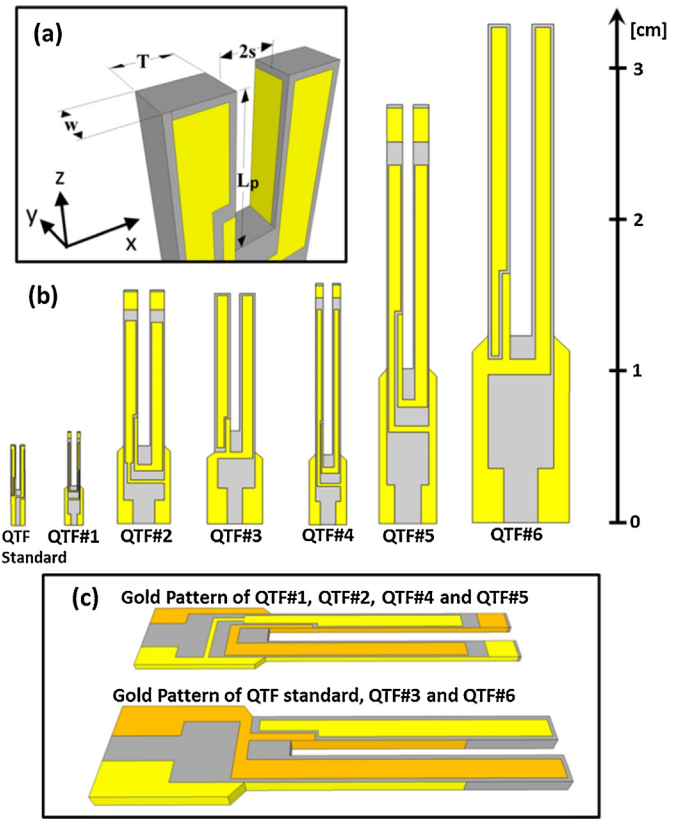 (a)
T
2s
w
Lp
z
y
x
[cm]
3
2
1
0
(b)
QTF
Standard
QTF#1
QTF#2
QTF#3
QTF#4
QTF#5
QTF#6
(c)
Gold Pattern of QTF#1, QTF#2, QTF#4 and QTF#5
Gold Pattern of QTF standard, QTF#3 and QTF#6